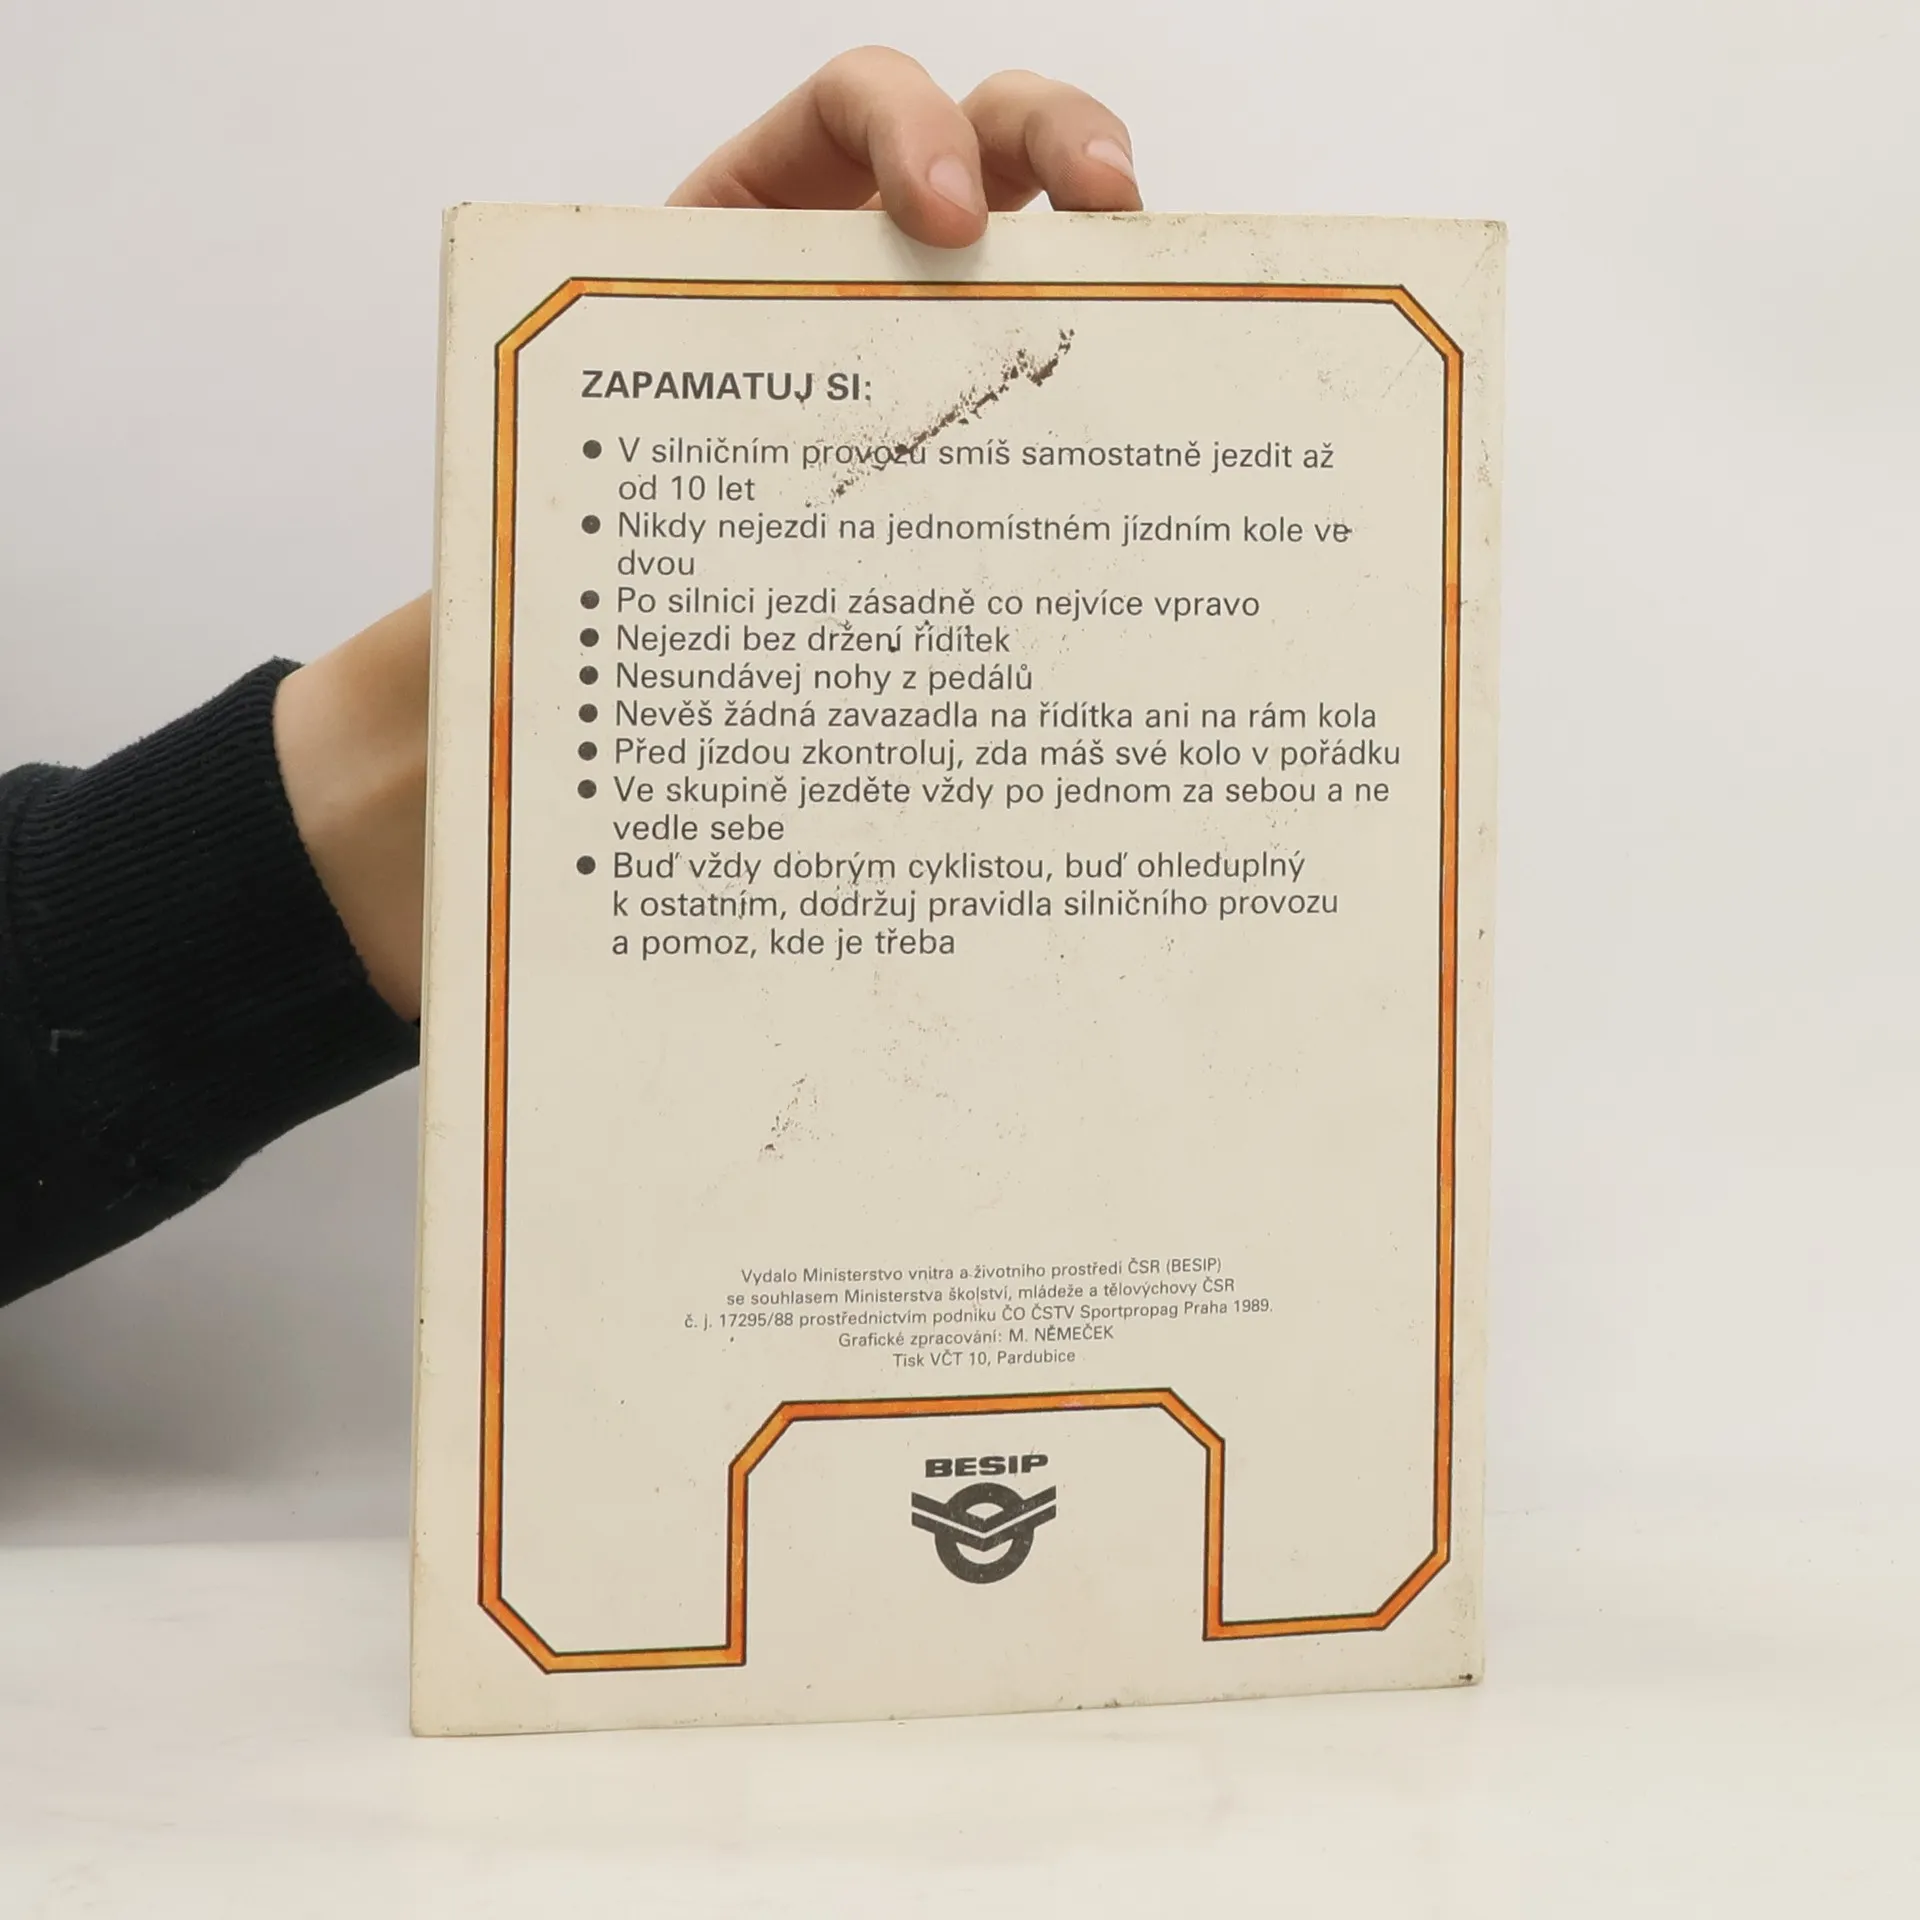 ZAPAMATUJ SI:
● V silničním provozu smíš samostatně jezdit až
od 10 let
● Nikdy nejezdi na jednomístném jízdním kole ve
dvou
● Po silnici jezdi zásadně co nejvíce vpravo
● Nejezdi bez držení řídítek
● Nesundávej nohy z pedálů
● Nevěš žádná zavazadla na řídítka ani na rám kola
● Před jízdou zkontroluj, zda máš své kolo v pořádku
● Ve skupině jezděte vždy po jednom za sebou a ne
vedle sebe
● Buď vždy dobrým cyklistou, buď ohleduplný
k ostatním, dodržuj pravidla silničního provozu
a pomoz, kde je třeba
Vydalo Ministerstvo vnitra a životního prostředí ČSR (BESIP)
se souhlasem Ministerstva školství, mládeže a tělovýchovy ČSR
č. j. 17295/88 prostřednictvím podniku ČO ČSTV Sportpropag Praha 1989.
Grafické zpracování: M. NĚMEČEK
Tisk VČT 10, Pardubice
BESIP